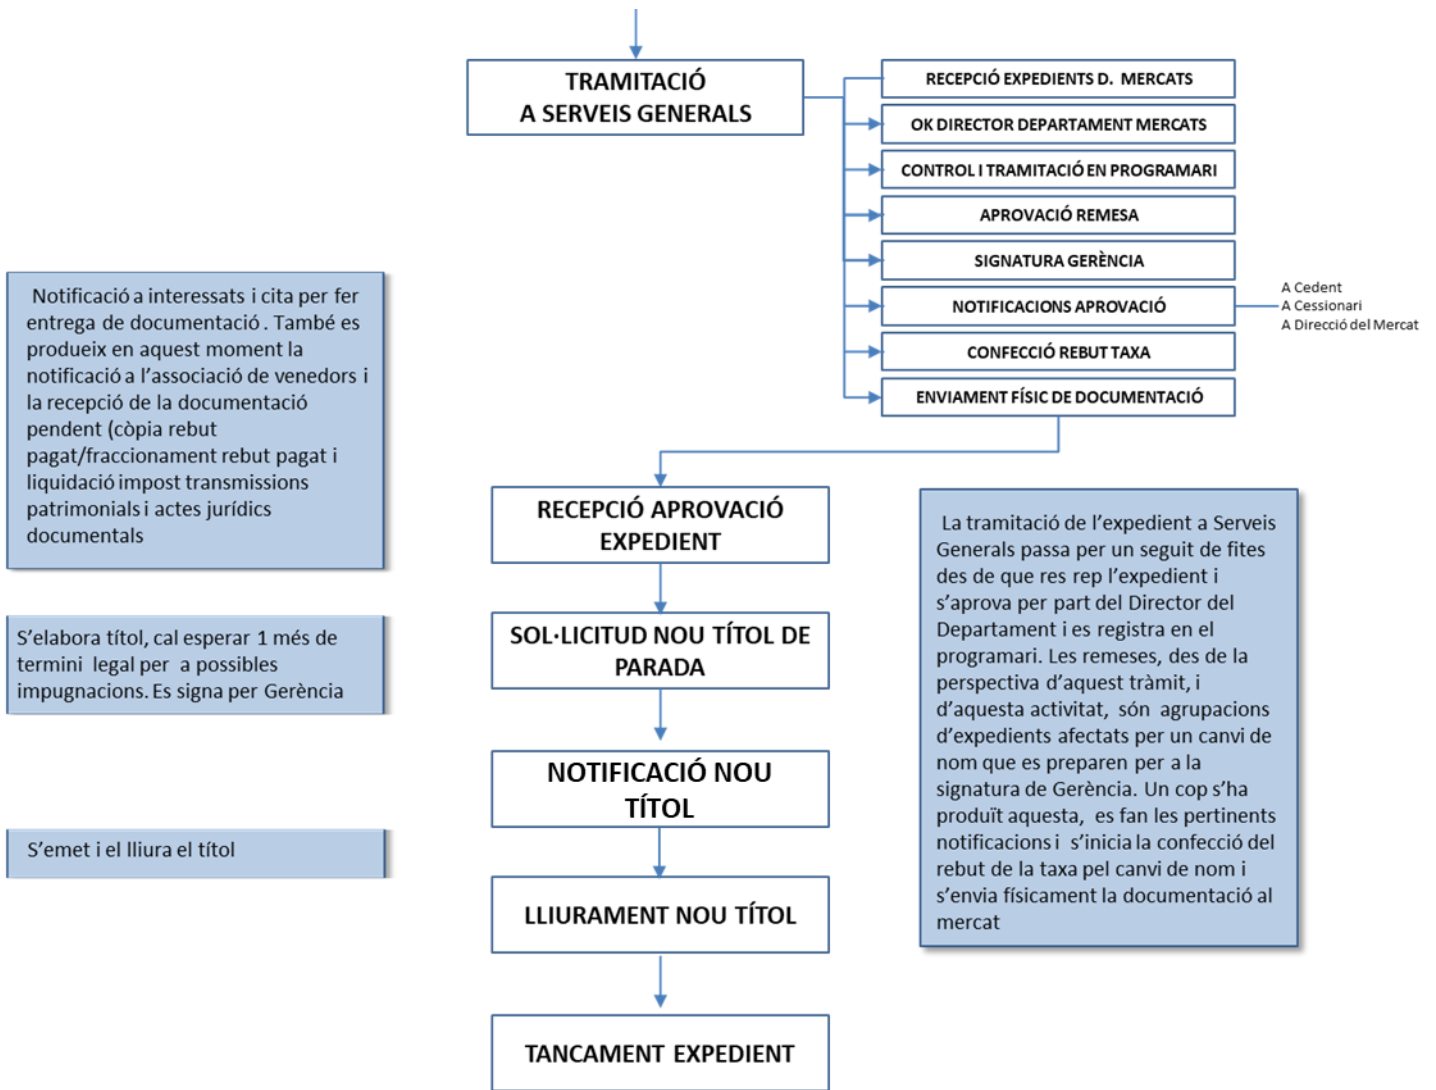 TRAMITACIÓ
A SERVEIS GENERALS
RECEPCIÓ EXPEDIENTS D. MERCATS
OK DIRECTOR DEPARTAMENT MERCATS
CONTROL I TRAMITACIÓ EN PROGRAMARI
APROVACIÓ REMESA
SIGNATURA GERÈNCIA
NOTIFICACIONS APROVACIÓ
A Cedent
A Cessionari
A Direcció del Mercat
CONFECCIÓ REBUT TAXA
ENVIAMENT FÍSIC DE DOCUMENTACIÓ
Notificació a interessats i cita per fer
entrega de documentació . També es
produeix en aquest moment la
notificació a l’associació de venedors i
la recepció de la documentació
pendent (còpia rebut
pagat/fraccionament rebut pagat i
liquidació impost transmissions
patrimonials i actes jurídics
documentals
RECEPCIÓ APROVACIÓ
EXPEDIENT
SOL·LICITUD NOU TÍTOL DE
PARADA
S’elabora títol, cal esperar 1 més de
termini legal per a possibles
impugnacions. Es signa per Gerència
NOTIFICACIÓ NOU
TÍTOL
S’emet i el lliura el títol
LLIURAMENT NOU TÍTOL
TANCAMENT EXPEDIENT
La tramitació de l’expedient a Serveis
Generals passa per un seguit de fites
des de que res rep l’expedient i
s’aprova per part del Director del
Departament i es registra en el
programari. Les remeses, des de la
perspectiva d’aquest tràmit, i
d’aquesta activitat, són agrupacions
d’expedients afectats per un canvi de
nom que es preparen per a la
signatura de Gerència. Un cop s’ha
produït aquesta, es fan les pertinents
notificacions i s’inicia la confecció del
rebut de la taxa pel canvi de nom i
s’envia físicament la documentació al
mercat